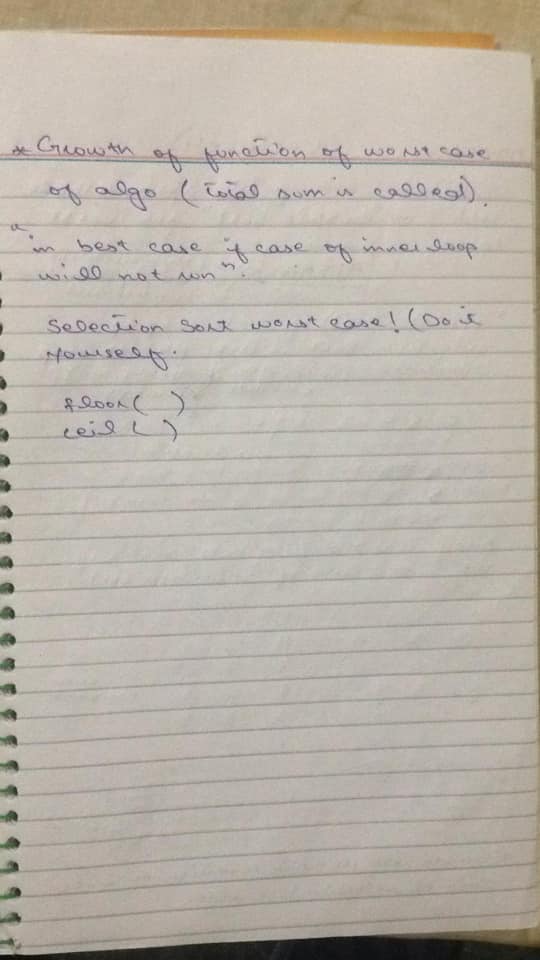 * Growth of function of worst case
of algo (Total sum is called).
"in best case if case of inner loop
will not run".
Selection Sort worst case! (Do it
yourself.
floor( )
ceil( )